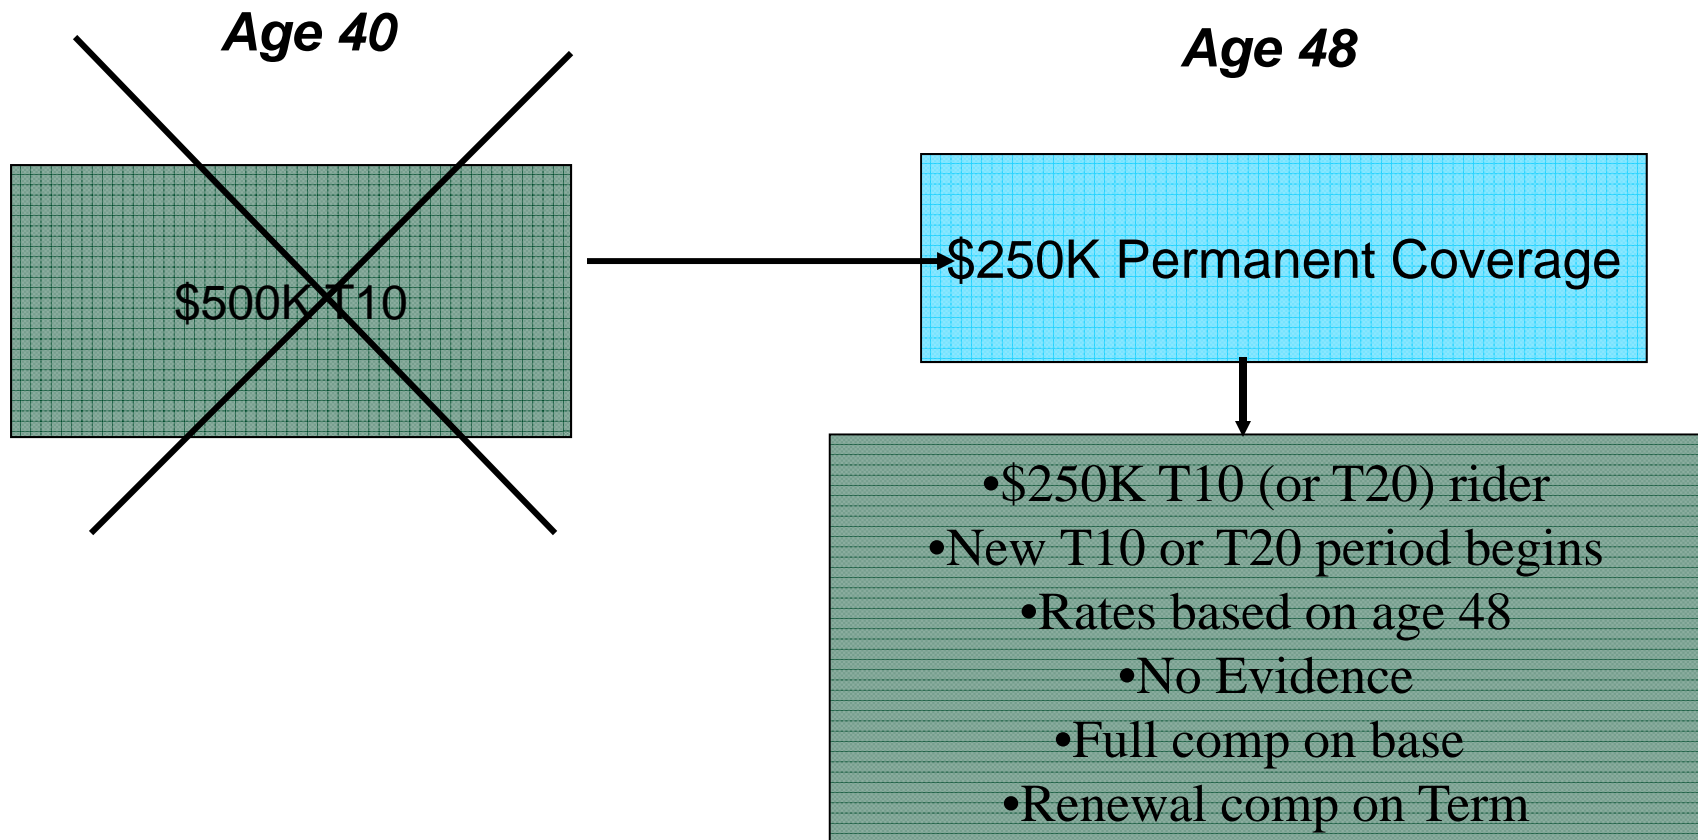 Age 40
Age 48
$500K T10
$250K Permanent Coverage
•$250K T10 (or T20) rider
•New T10 or T20 period begins
•Rates based on age 48
•No Evidence
•Full comp on base
•Renewal comp on Term